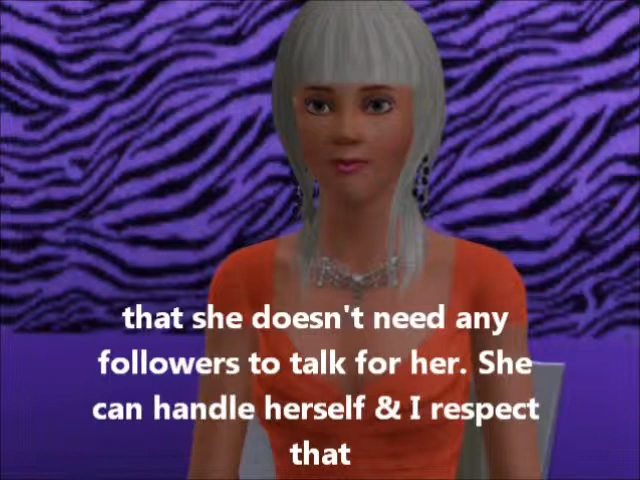 that she doesn't need any
followers to talk for her. She
can handle herself & I respect
that